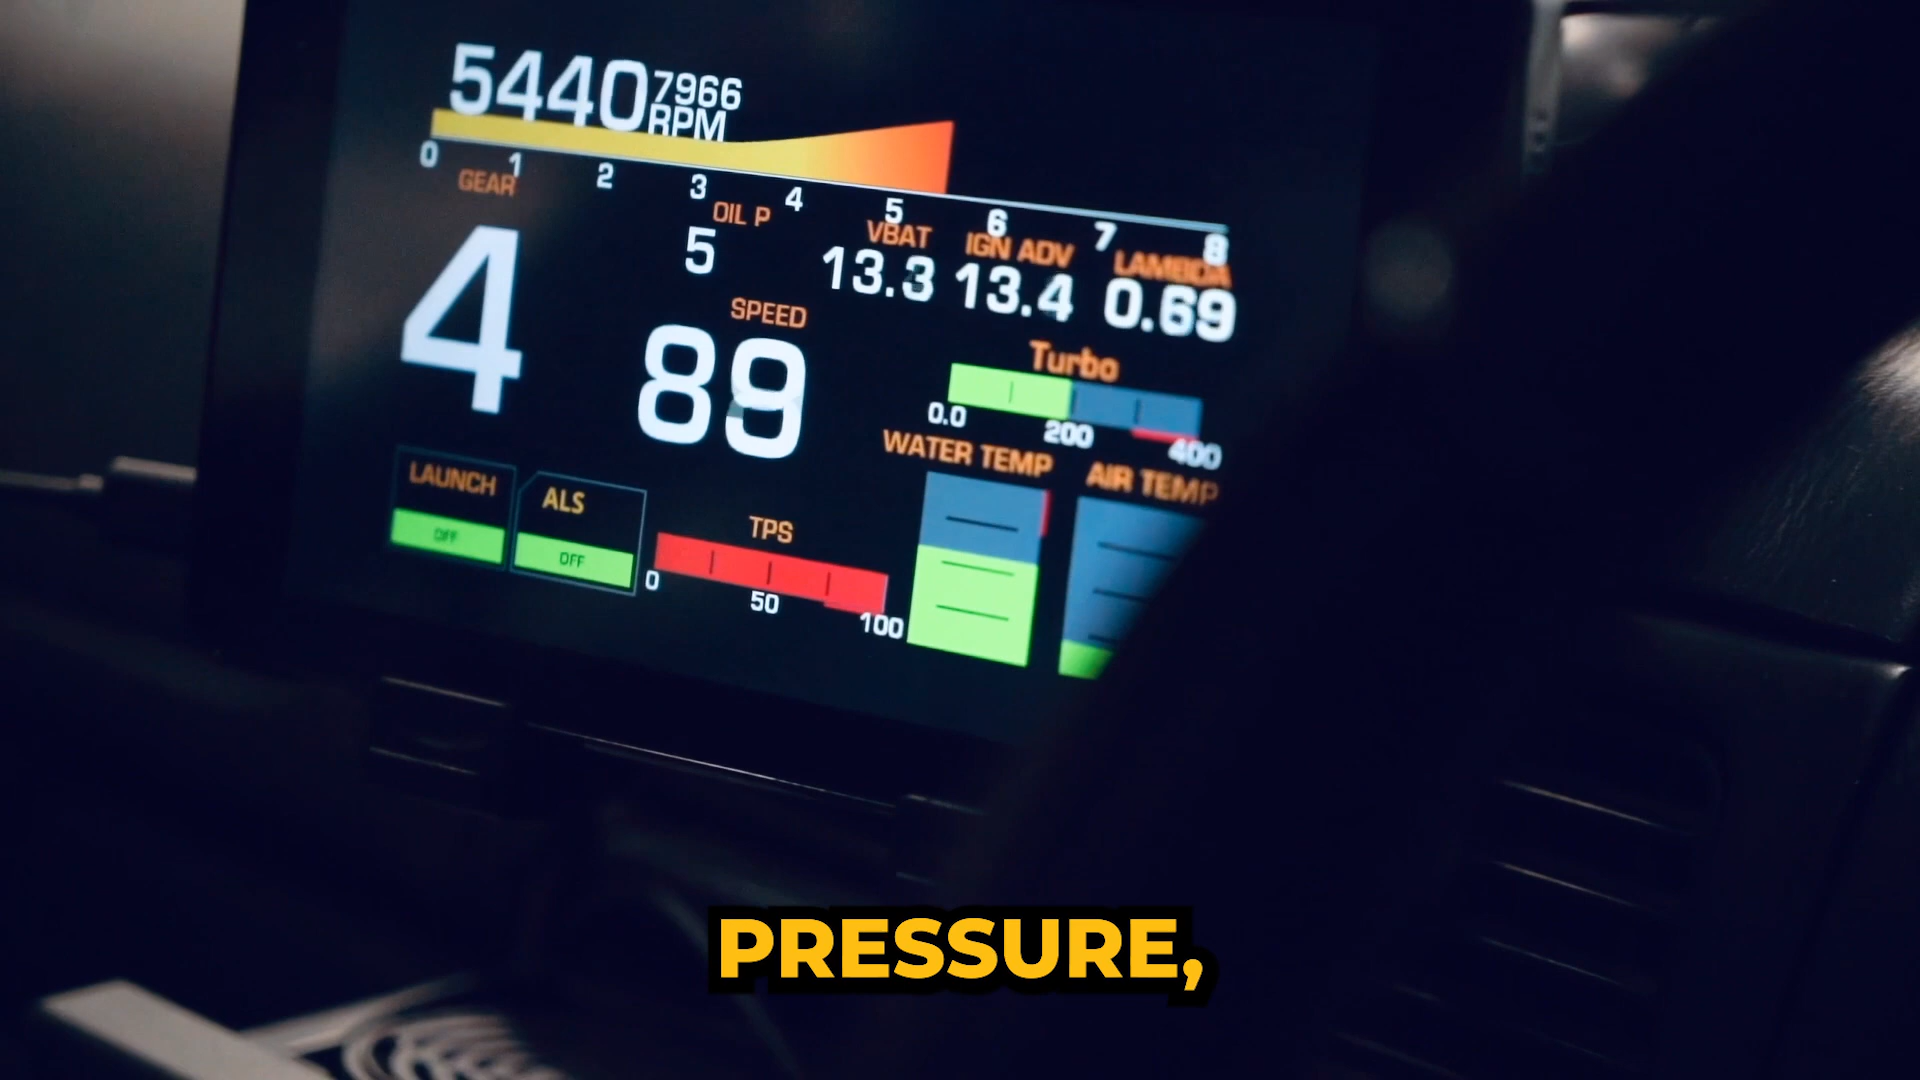 5440 7966
RPM
0 1 2 3 4 5 6 7 8
GEAR OIL P VBAT IGN ADV LAMBDA
4 5 13.3 13.4 0.69
SPEED
89
Turbo
0.0 200 400
WATER TEMP AIR TEMP
LAUNCH ALS TPS
OFF OFF
0 50 100
PRESSURE,